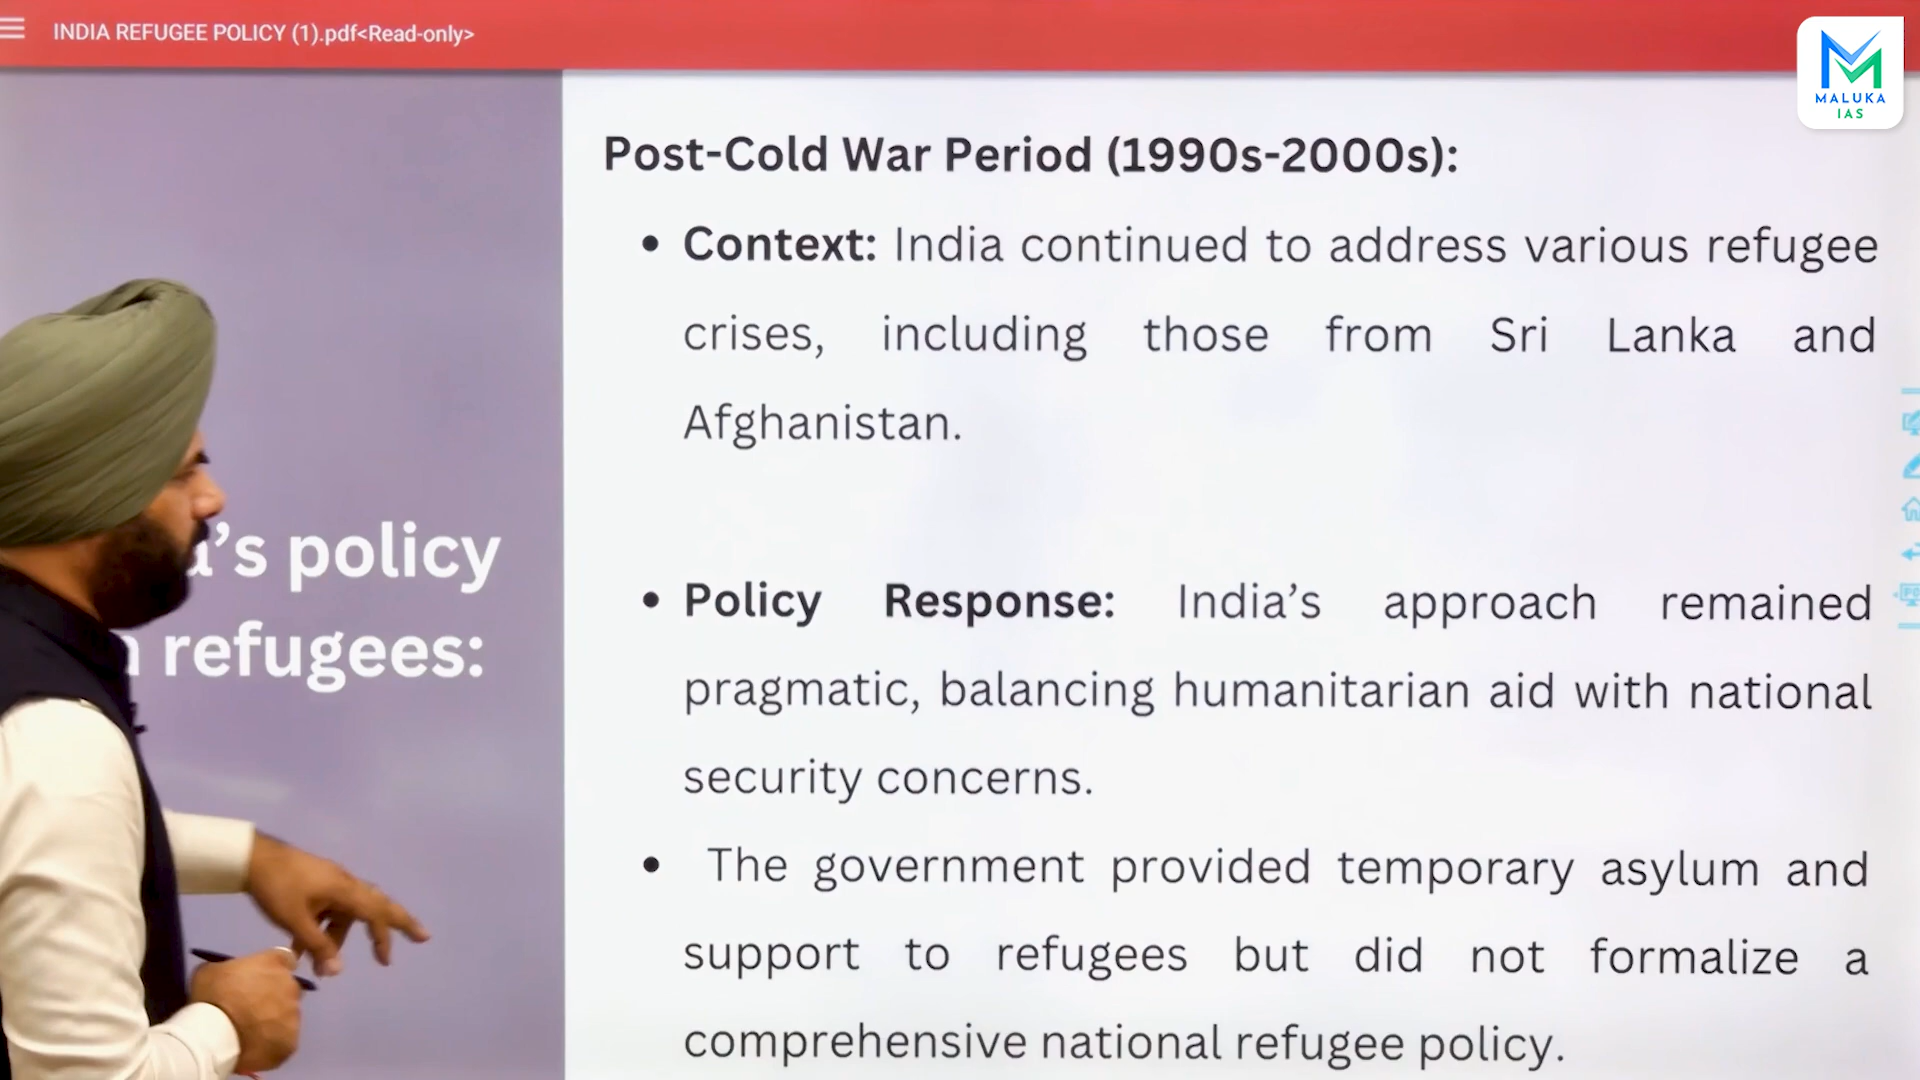 INDIA REFUGEE POLICY (1).pdf<Read-only>
MALUKA
IAS
's policy
refugees:
Post-Cold War Period (1990s-2000s):
• Context: India continued to address various refugee
crises, including those from Sri Lanka and
Afghanistan.
• Policy Response: India's approach remained
pragmatic, balancing humanitarian aid with national
security concerns.
• The government provided temporary asylum and
support to refugees but did not formalize a
comprehensive national refugee policy.